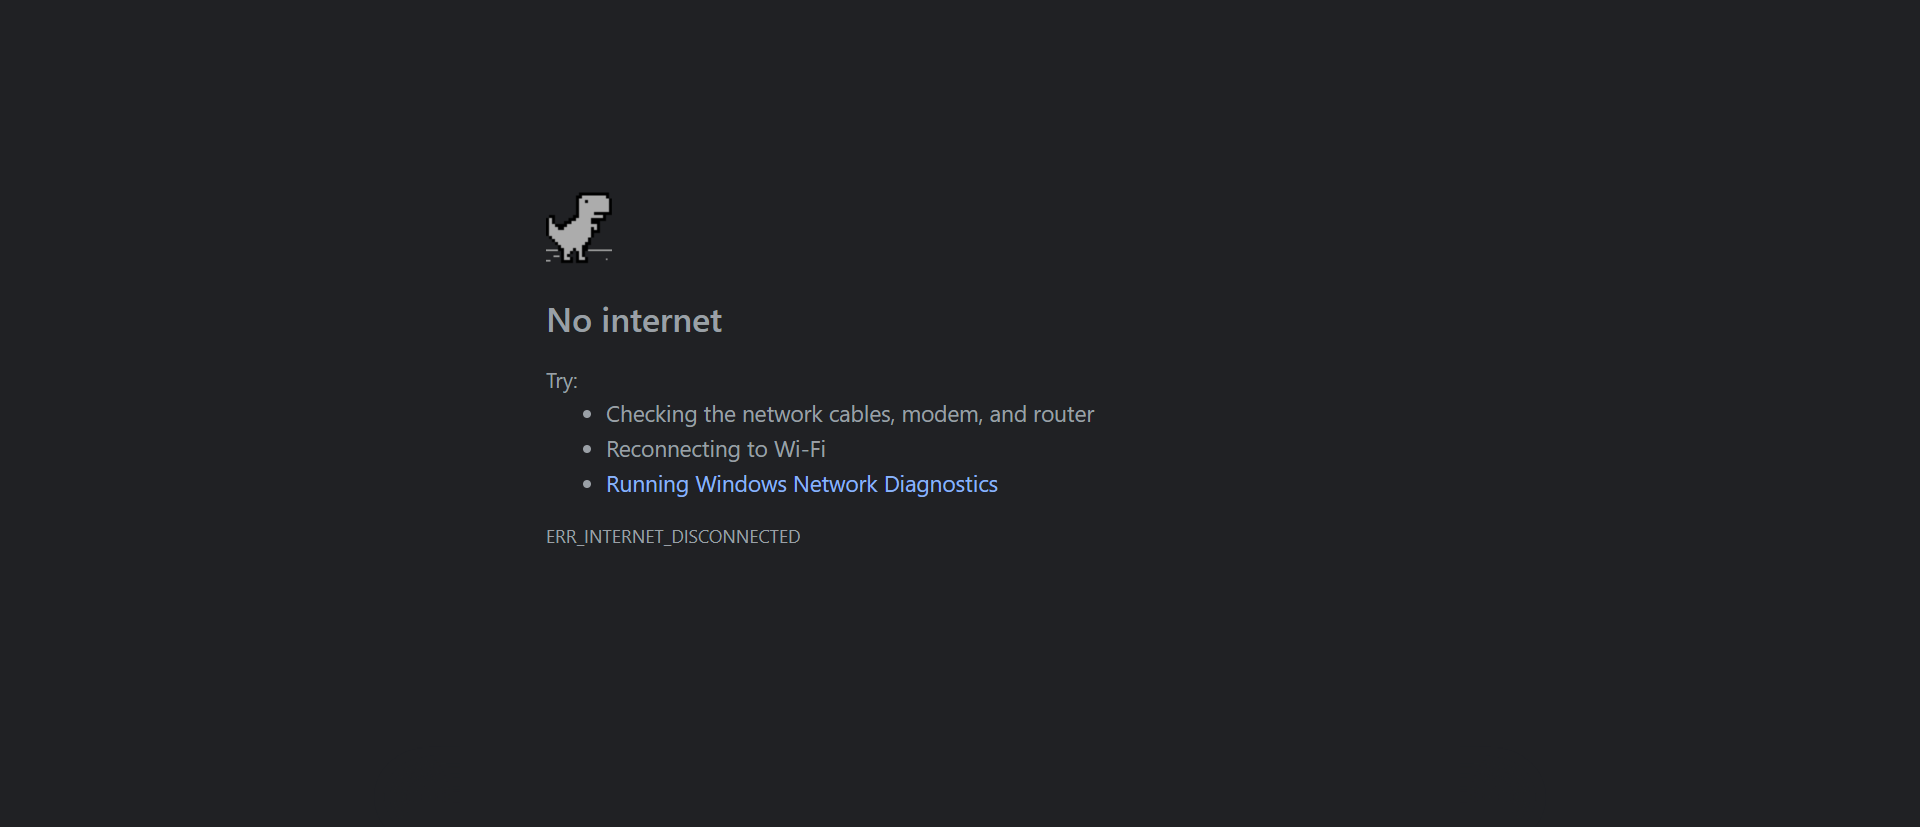 No internet
Try:
Checking the network cables, modem, and router
Reconnecting to Wi-Fi
Running Windows Network Diagnostics
ERR_INTERNET_DISCONNECTED